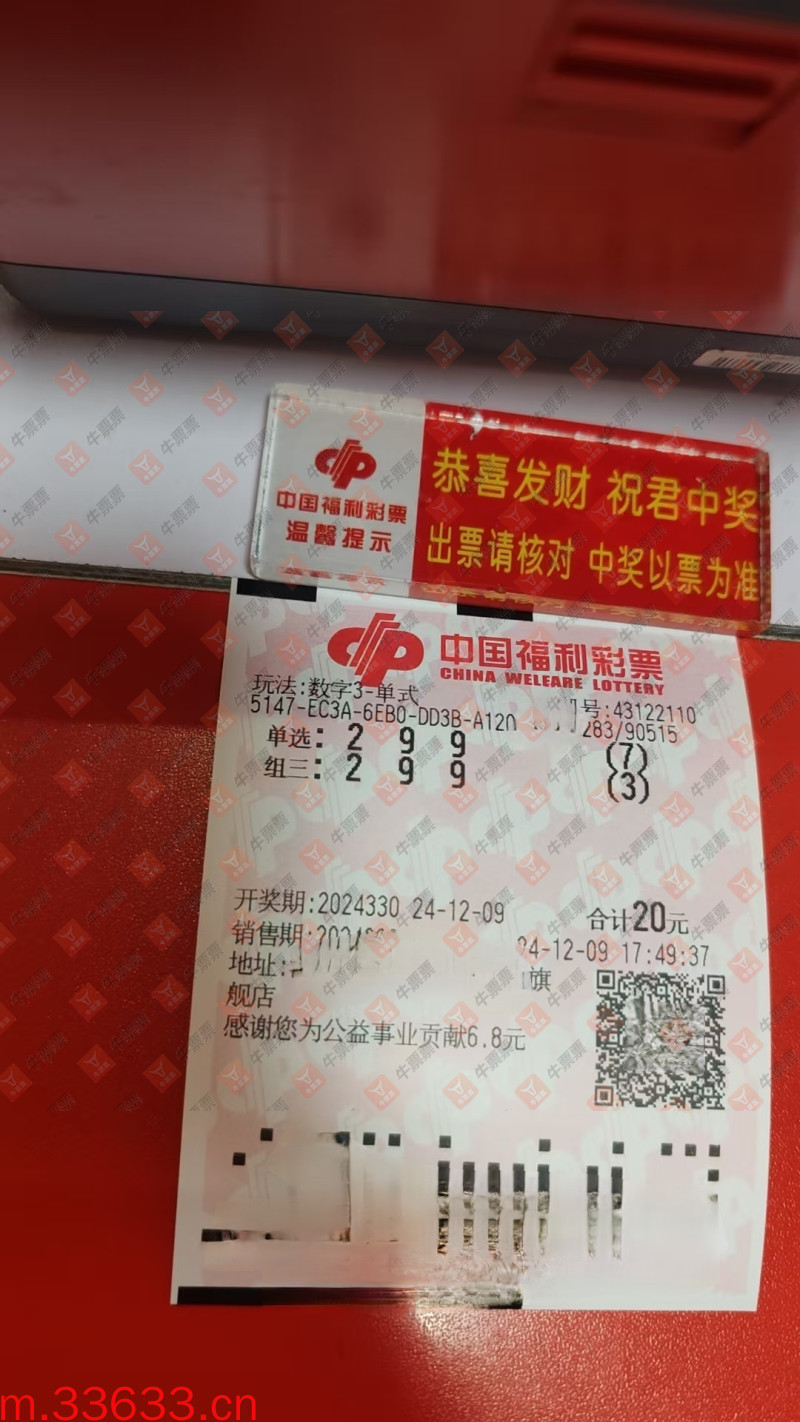 恭喜发财 祝君中奖
中国福利彩票
温馨提示
出票请核对 中奖以票为准
中国福利彩票
CHINA WELFARE LOTTERY
玩法:数字3-单式
号:43122110
5147-EC3A-6EB0-DD3B-A120
283/90515
单选: 2 9 9 (7)
组三: 2 9 9 (3)
开奖期:2024330 24-12-09
合计20元
销售期:
24-12-09 17:49:37
地址:
旗
舰店
感谢您为公益事业贡献6.8元
牛票票
m.33633.cn